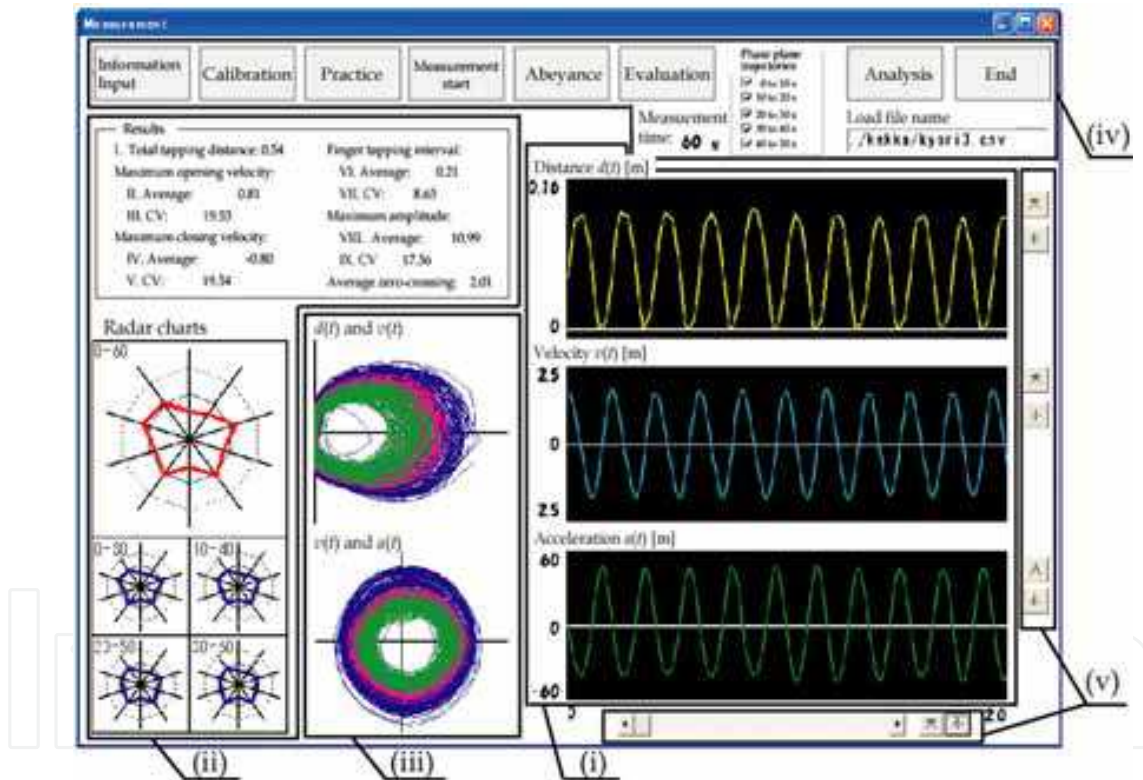 Measurement
Information Input
Calibration
Practice
Measurement start
Abeyance
Evaluation
Phase plane trajectories
Analysis
End
Measurement time: 60 s
Load file name
Results
I. Total tapping distance: 0.54
Maximum opening velocity:
II. Average: 0.81
III. CV: 19.53
Maximum closing velocity:
IV. Average: -0.80
V. CV: 19.54
Finger tapping interval:
VI. Average: 0.21
VII. CV: 8.63
Maximum amplitude:
VIII. Average: 10.99
IX. CV 17.56
Average zero-crossing: 2.01
Radar charts
0-60
0-30
10-40
20-50
d(t) and v(t)
v(t) and a(t)
Distance d(t) [m]
0.16
0
Velocity v(t) [m]
2.5
0
2.5
Acceleration a(t) [m]
60
0
-60
(i)
(ii)
(iii)
(iv)
(v)